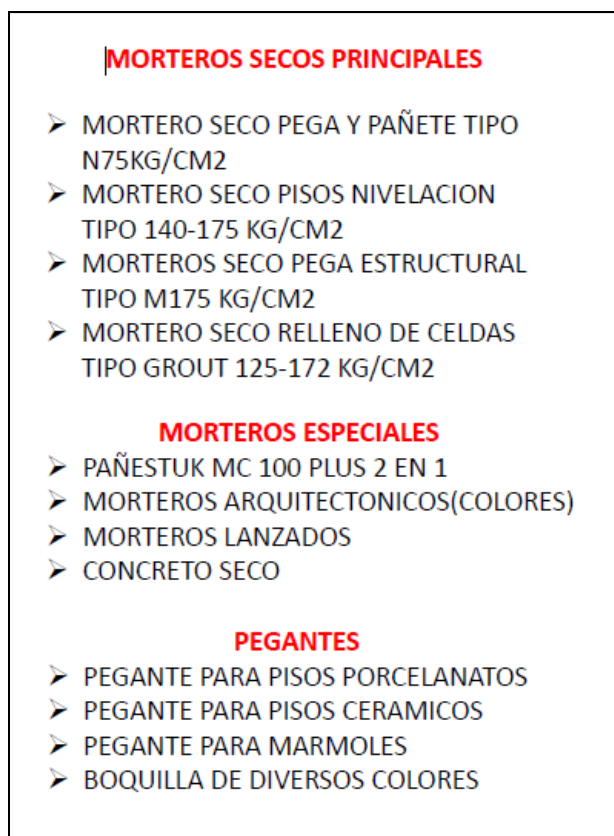 MORTEROS SECOS PRINCIPALES
➢ MORTERO SECO PEGA Y PAÑETE TIPO
N75KG/CM2
➢ MORTERO SECO PISOS NIVELACION
TIPO 140-175 KG/CM2
➢ MORTEROS SECO PEGA ESTRUCTURAL
TIPO M175 KG/CM2
➢ MORTERO SECO RELLENO DE CELDAS
TIPO GROUT 125-172 KG/CM2
MORTEROS ESPECIALES
➢ PAÑESTUK MC 100 PLUS 2 EN 1
➢ MORTEROS ARQUITECTONICOS(COLORES)
➢ MORTEROS LANZADOS
➢ CONCRETO SECO
PEGANTES
➢ PEGANTE PARA PISOS PORCELANATOS
➢ PEGANTE PARA PISOS CERAMICOS
➢ PEGANTE PARA MARMOLES
➢ BOQUILLA DE DIVERSOS COLORES